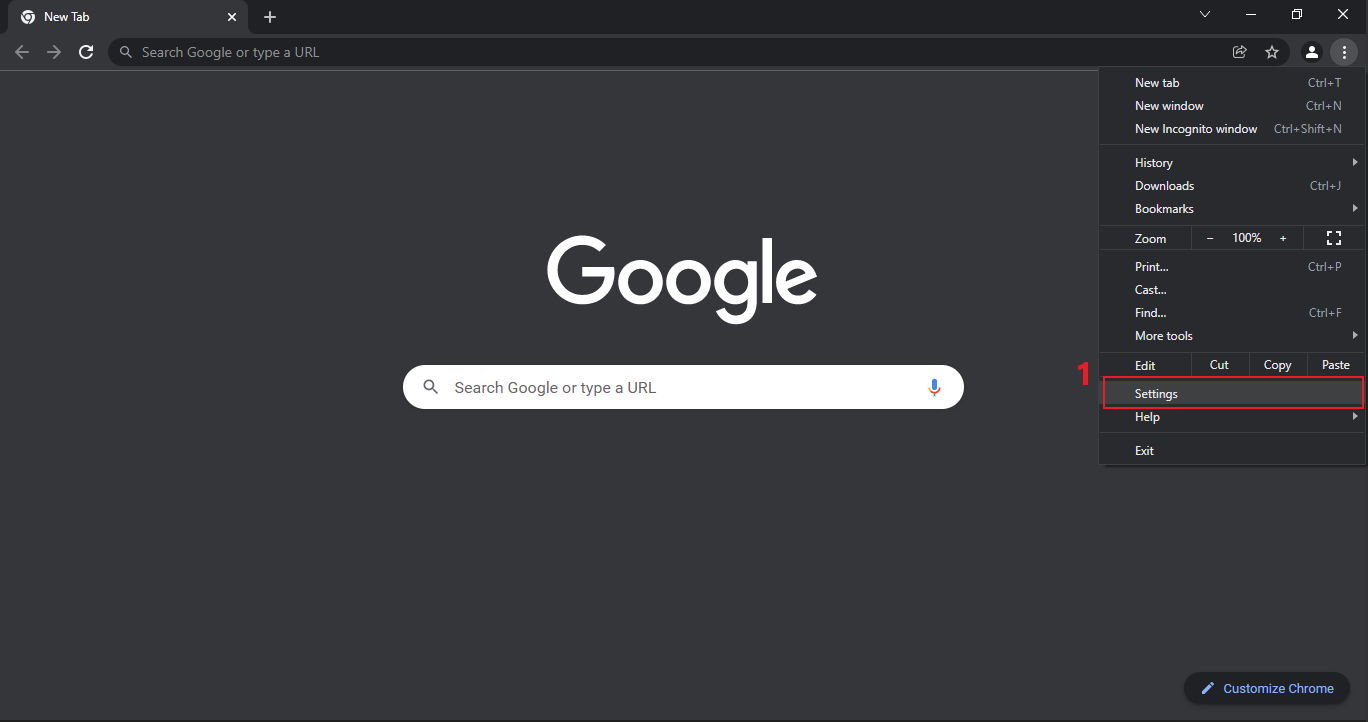 New Tab
Search Google or type a URL
New tab Ctrl+T
New window Ctrl+N
New Incognito window Ctrl+Shift+N
History
Downloads Ctrl+J
Bookmarks
Zoom − 100% +
Print... Ctrl+P
Cast...
Find... Ctrl+F
More tools
Edit Cut Copy Paste
1
Settings
Help
Exit
Google
Search Google or type a URL
Customize Chrome